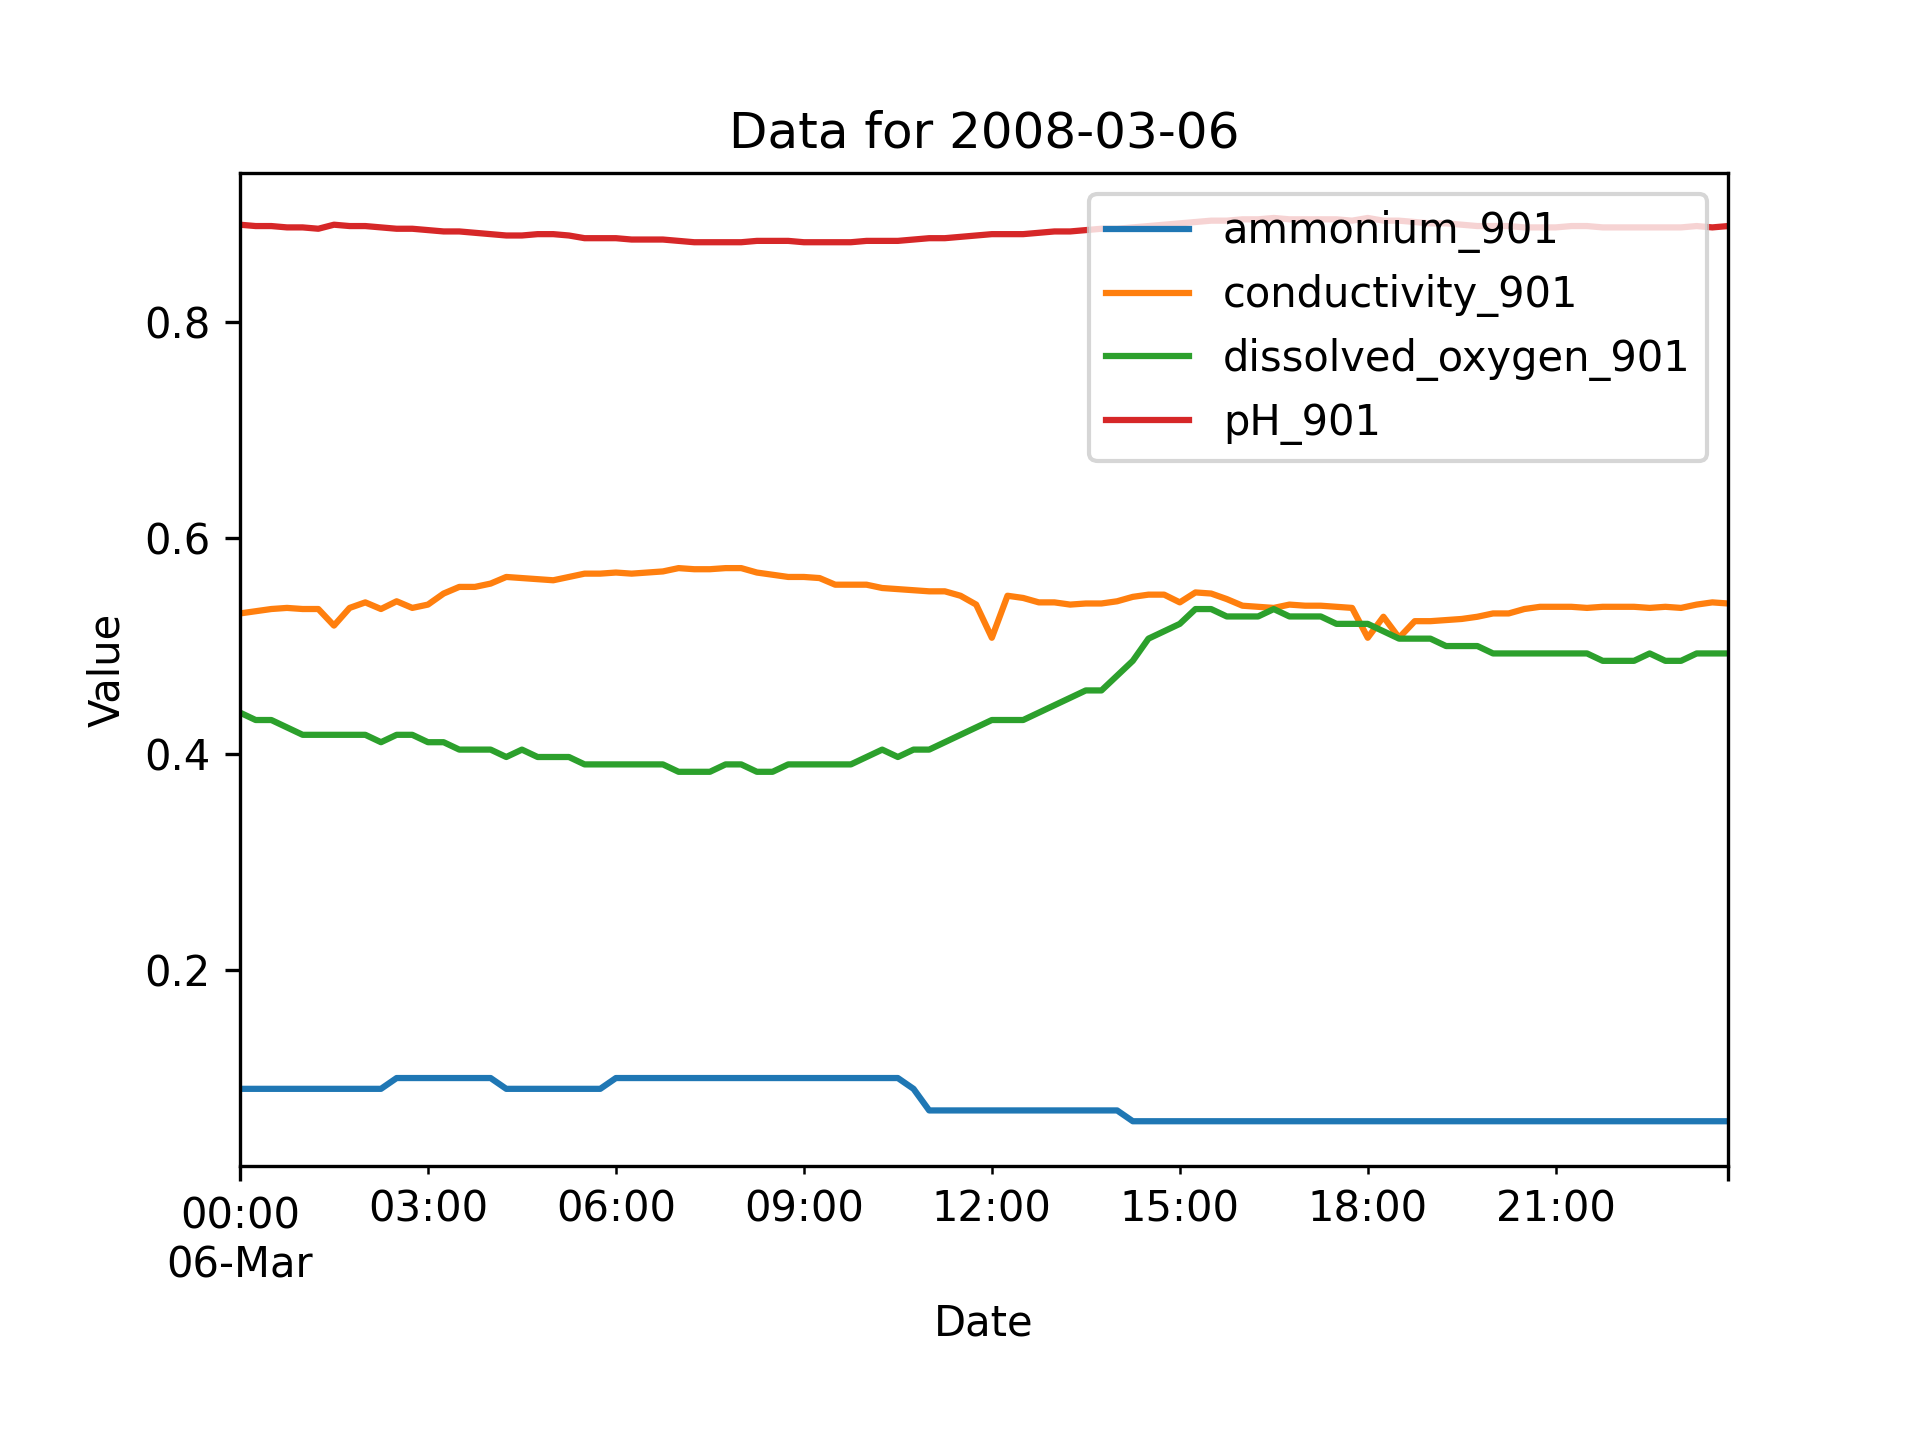 Data for 2008-03-06
ammonium_901
conductivity_901
dissolved_oxygen_901
pH_901
0.8
0.6
0.4
0.2
Value
00:00 03:00 06:00 09:00 12:00 15:00 18:00 21:00
06-Mar
Date